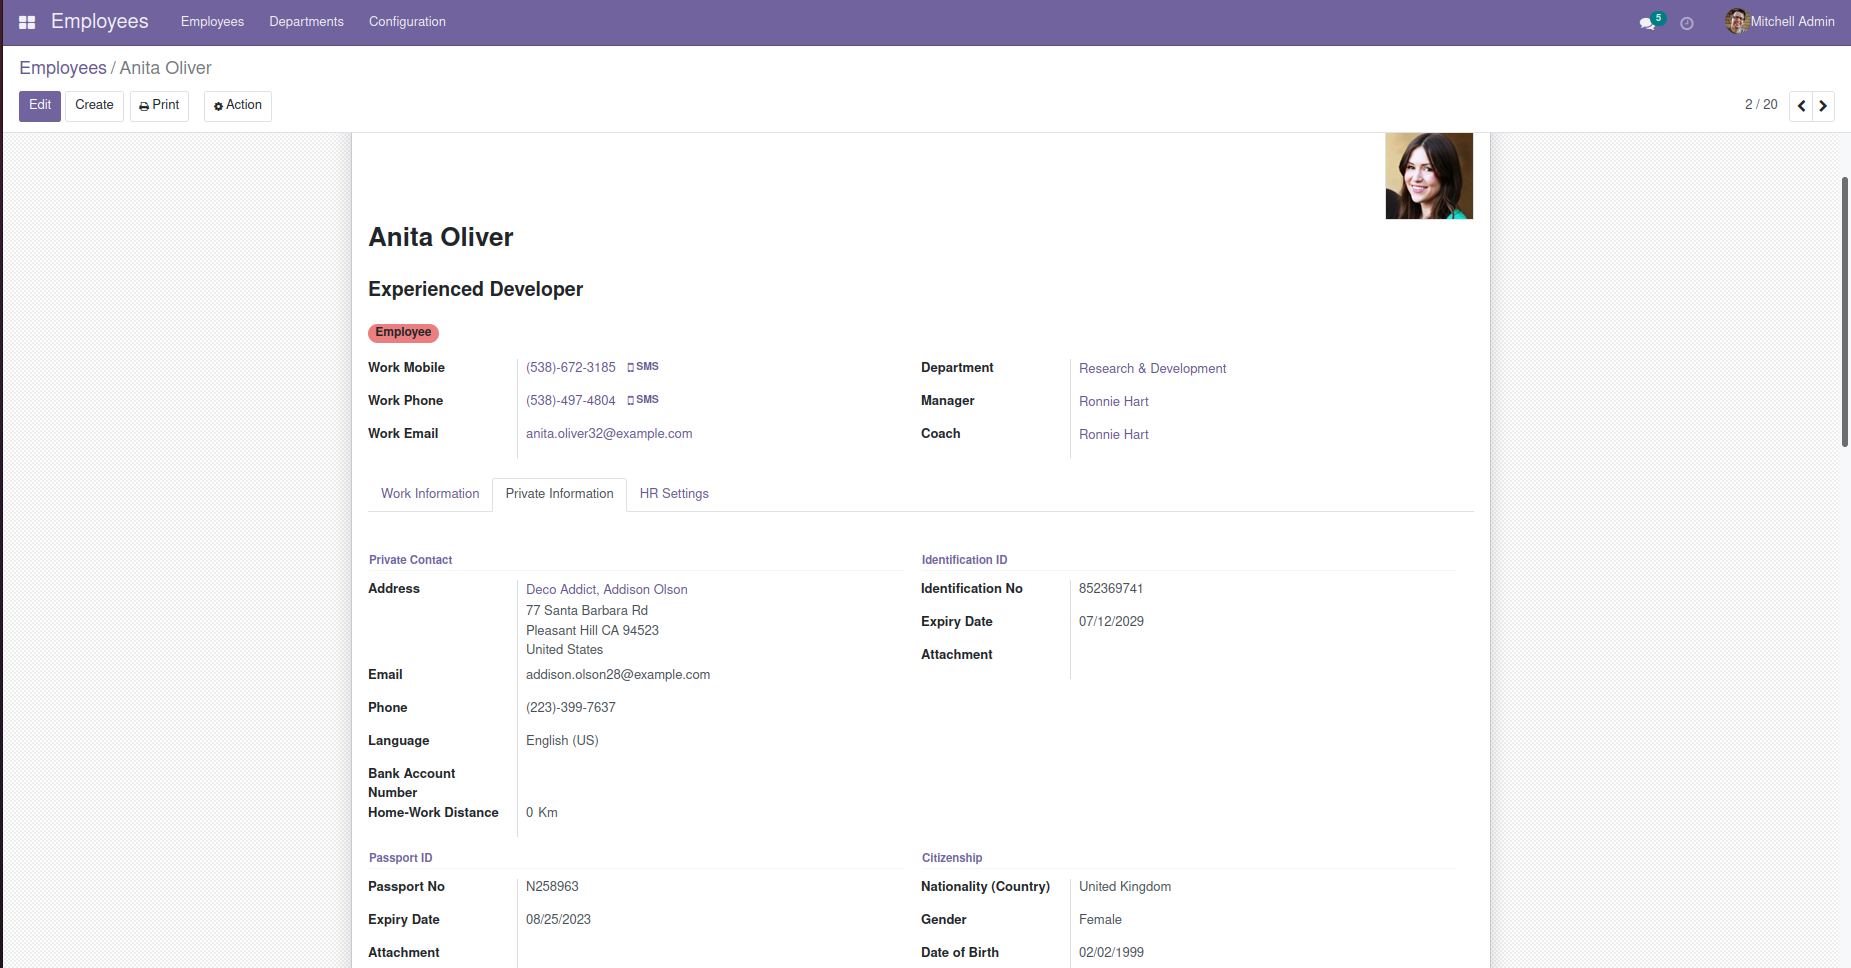 Employees Employees Departments Configuration 5 Mitchell Admin
Employees / Anita Oliver
Edit Create Print Action 2 / 20
Anita Oliver
Experienced Developer
Employee
Work Mobile (538)-672-3185 SMS
Work Phone (538)-497-4804 SMS
Work Email anita.oliver32@example.com
Department Research & Development
Manager Ronnie Hart
Coach Ronnie Hart
Work Information Private Information HR Settings
Private Contact
Address Deco Addict, Addison Olson
77 Santa Barbara Rd
Pleasant Hill CA 94523
United States
Email addison.olson28@example.com
Phone (223)-399-7637
Language English (US)
Bank Account
Number
Home-Work Distance 0 Km
Identification ID
Identification No 852369741
Expiry Date 07/12/2029
Attachment
Passport ID
Passport No N258963
Expiry Date 08/25/2023
Attachment
Citizenship
Nationality (Country) United Kingdom
Gender Female
Date of Birth 02/02/1999